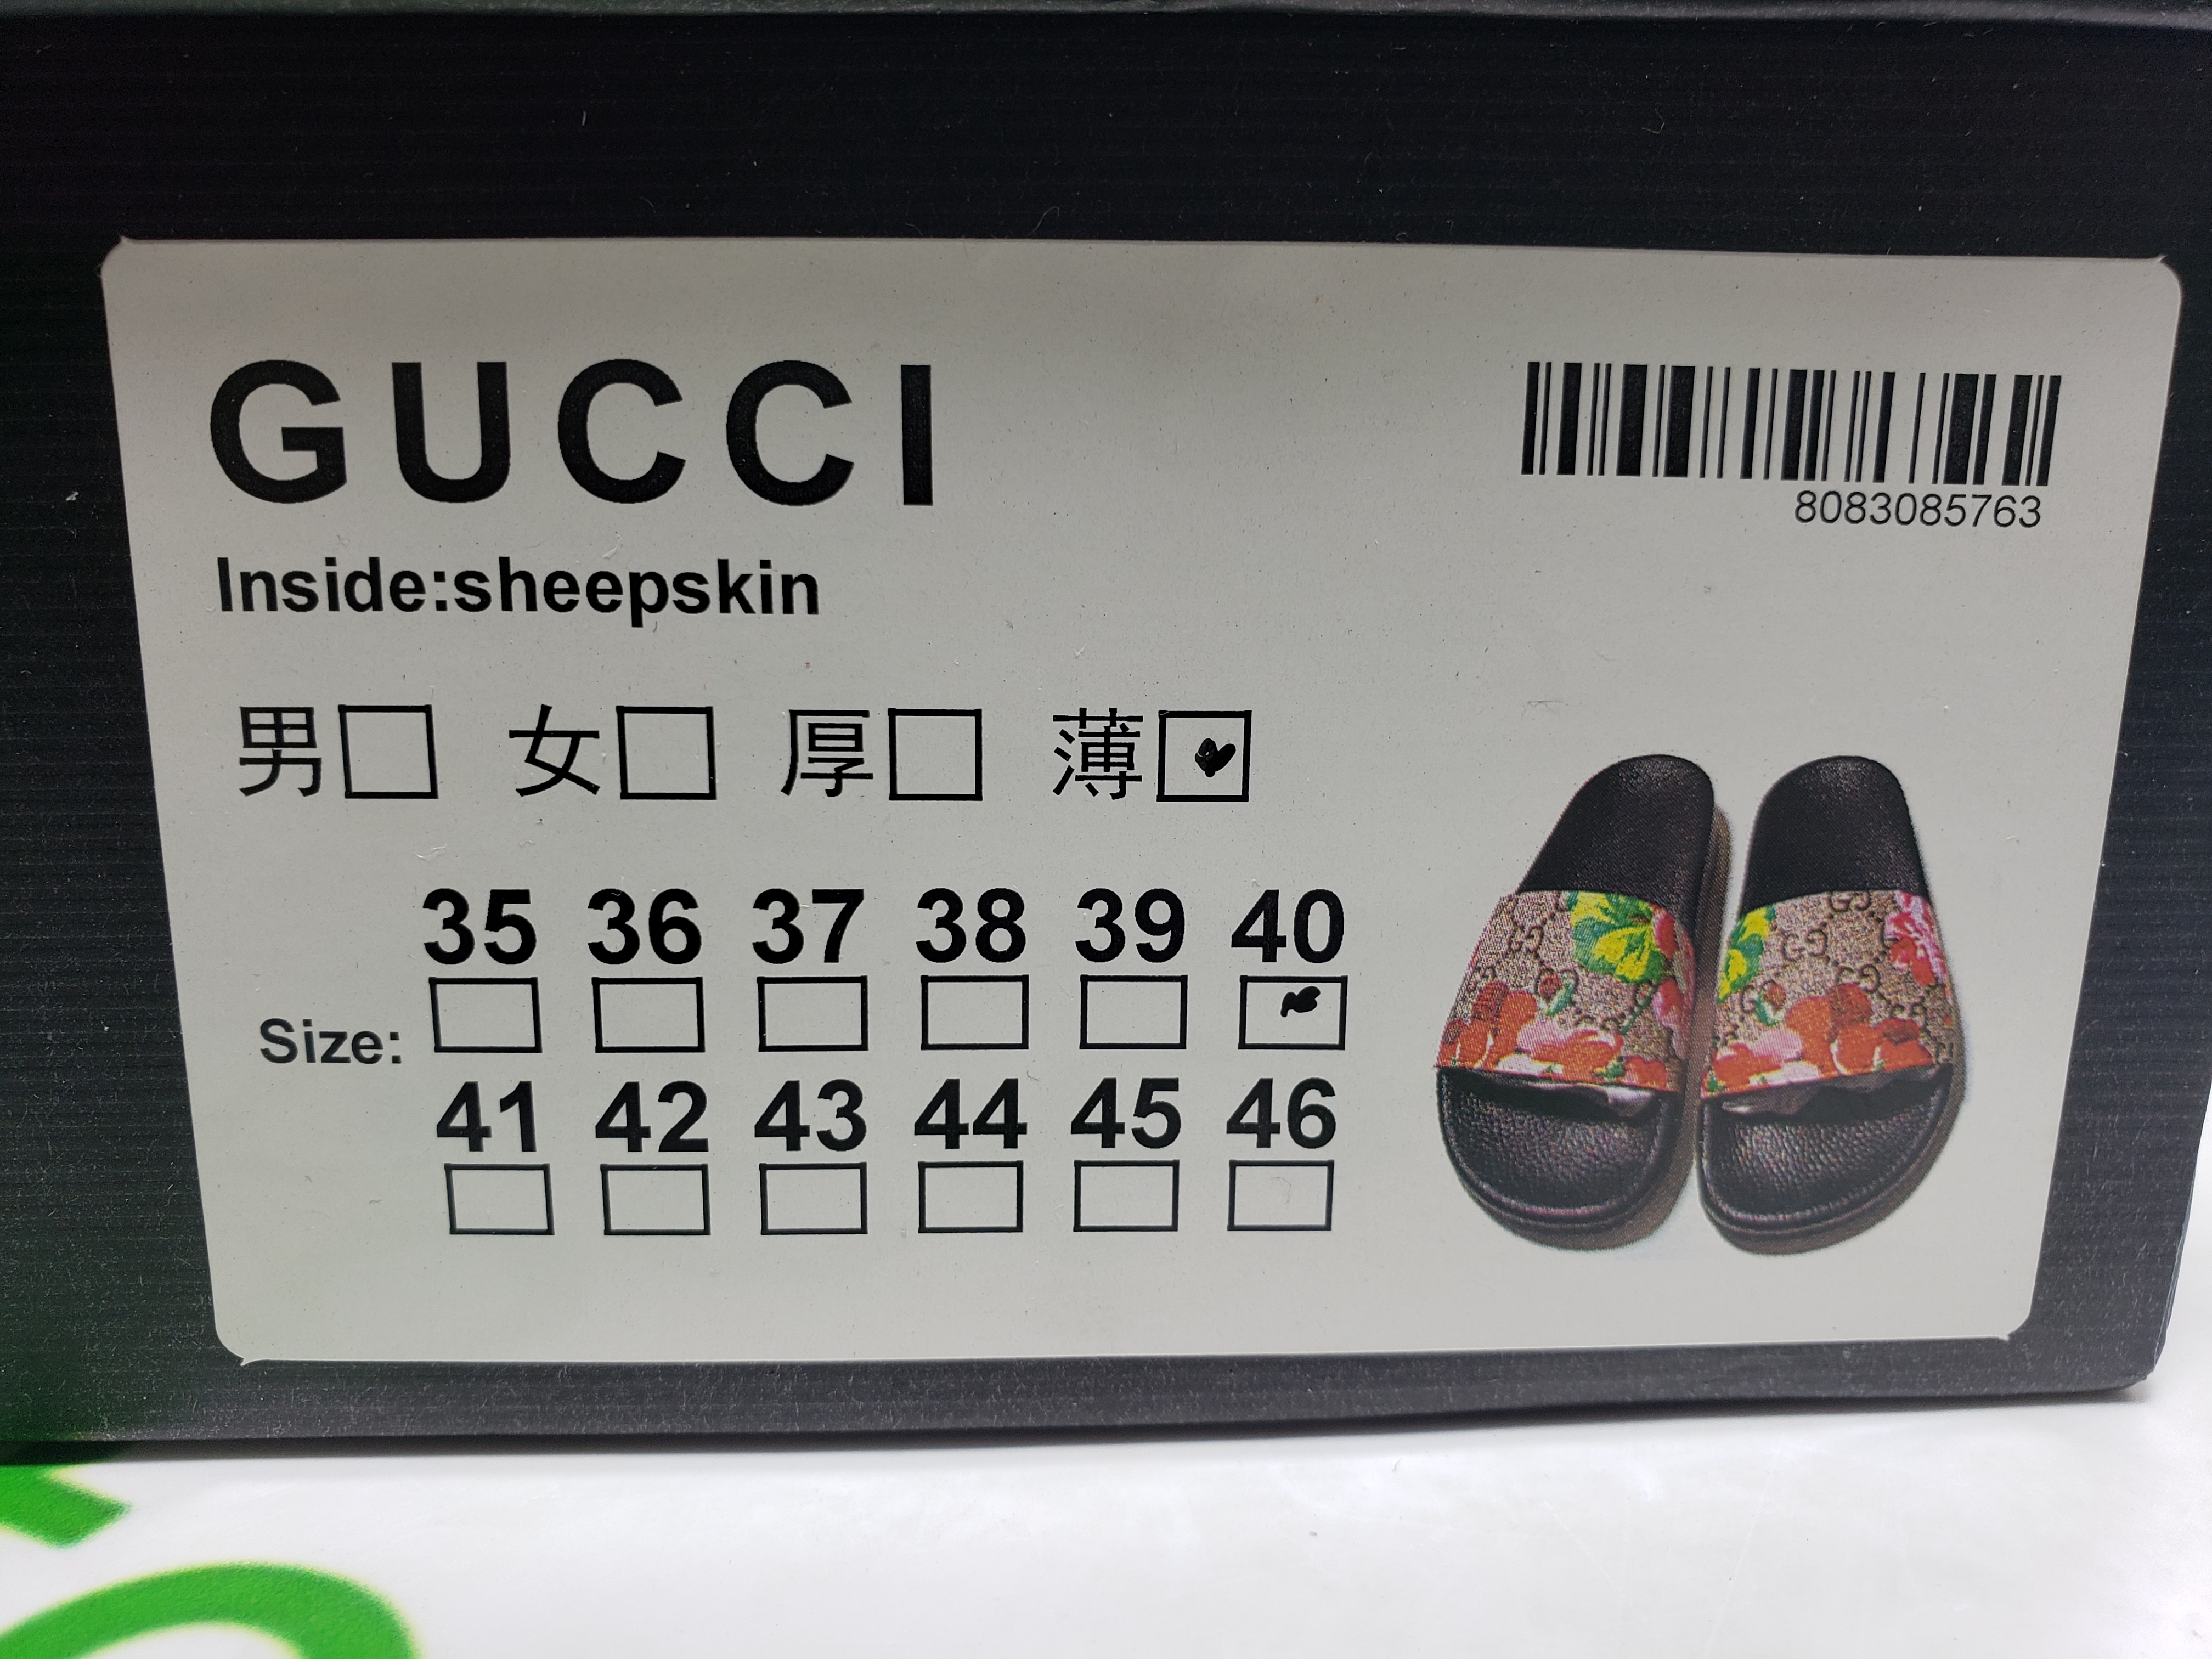 GUCCI
8083085763
Inside:sheepskin
男 女 厚 薄
35 36 37 38 39 40
Size:
41 42 43 44 45 46